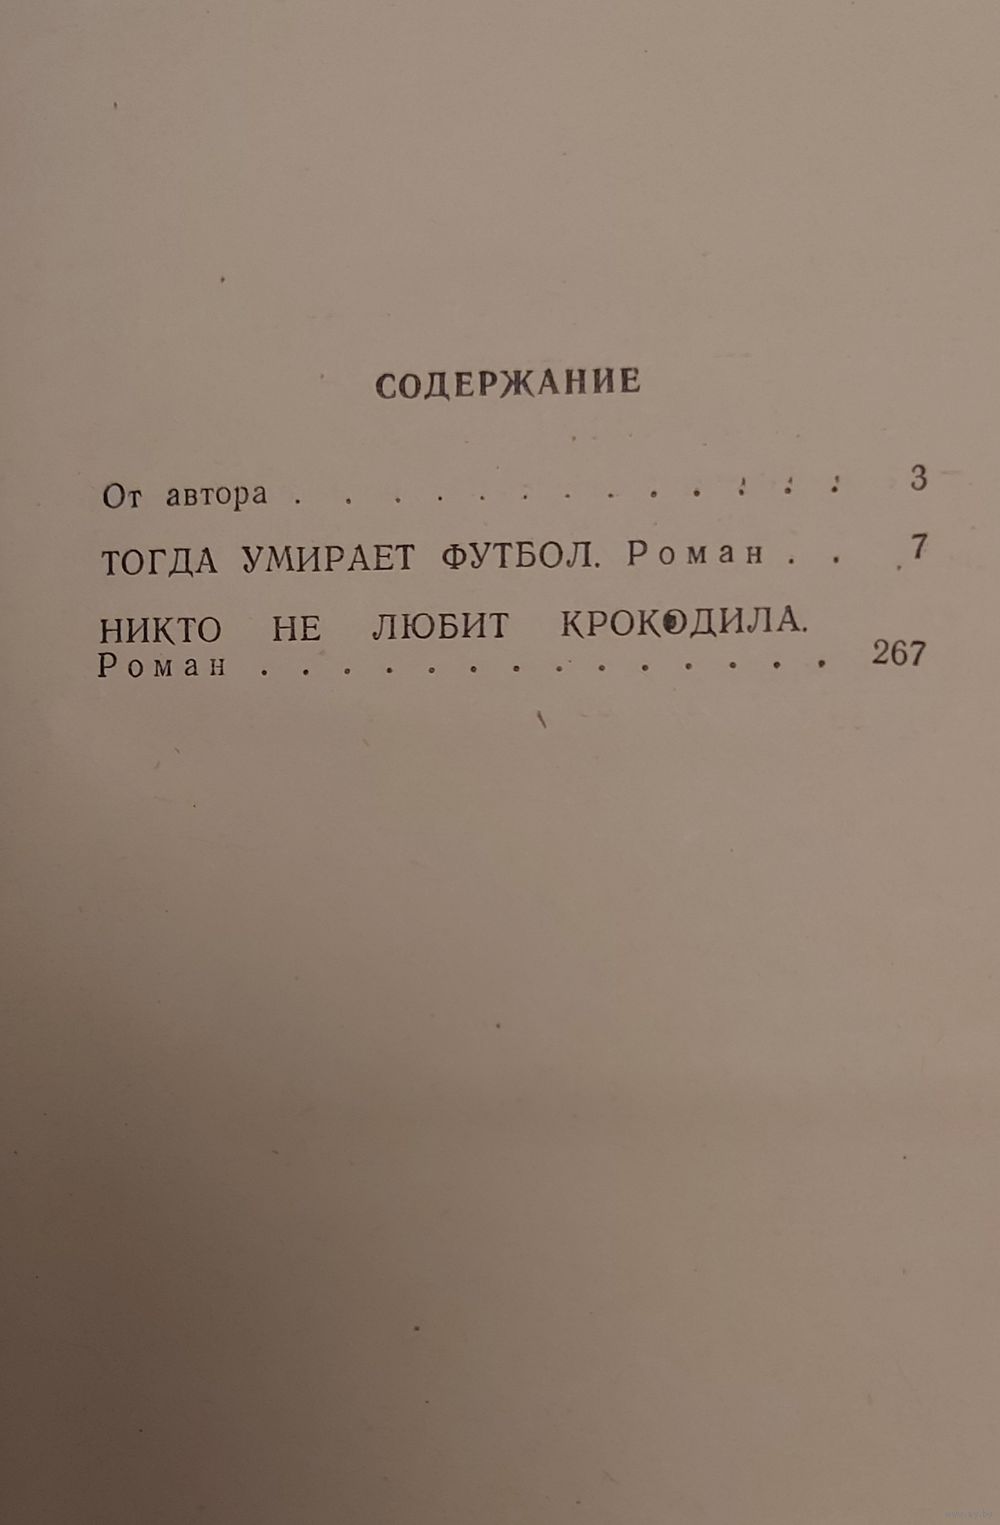 СОДЕРЖАНИЕ
От автора . . . . . . . . . . . . . . 3
ТОГДА УМИРАЕТ ФУТБОЛ. Роман . . 7
НИКТО НЕ ЛЮБИТ КРОКОДИЛА.
Роман . . . . . . . . . . . . . . 267